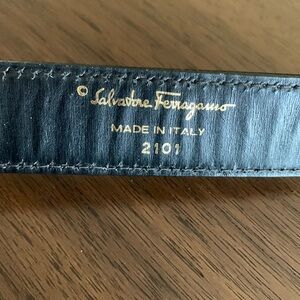 © Salvatore Ferragamo
MADE IN ITALY
2101